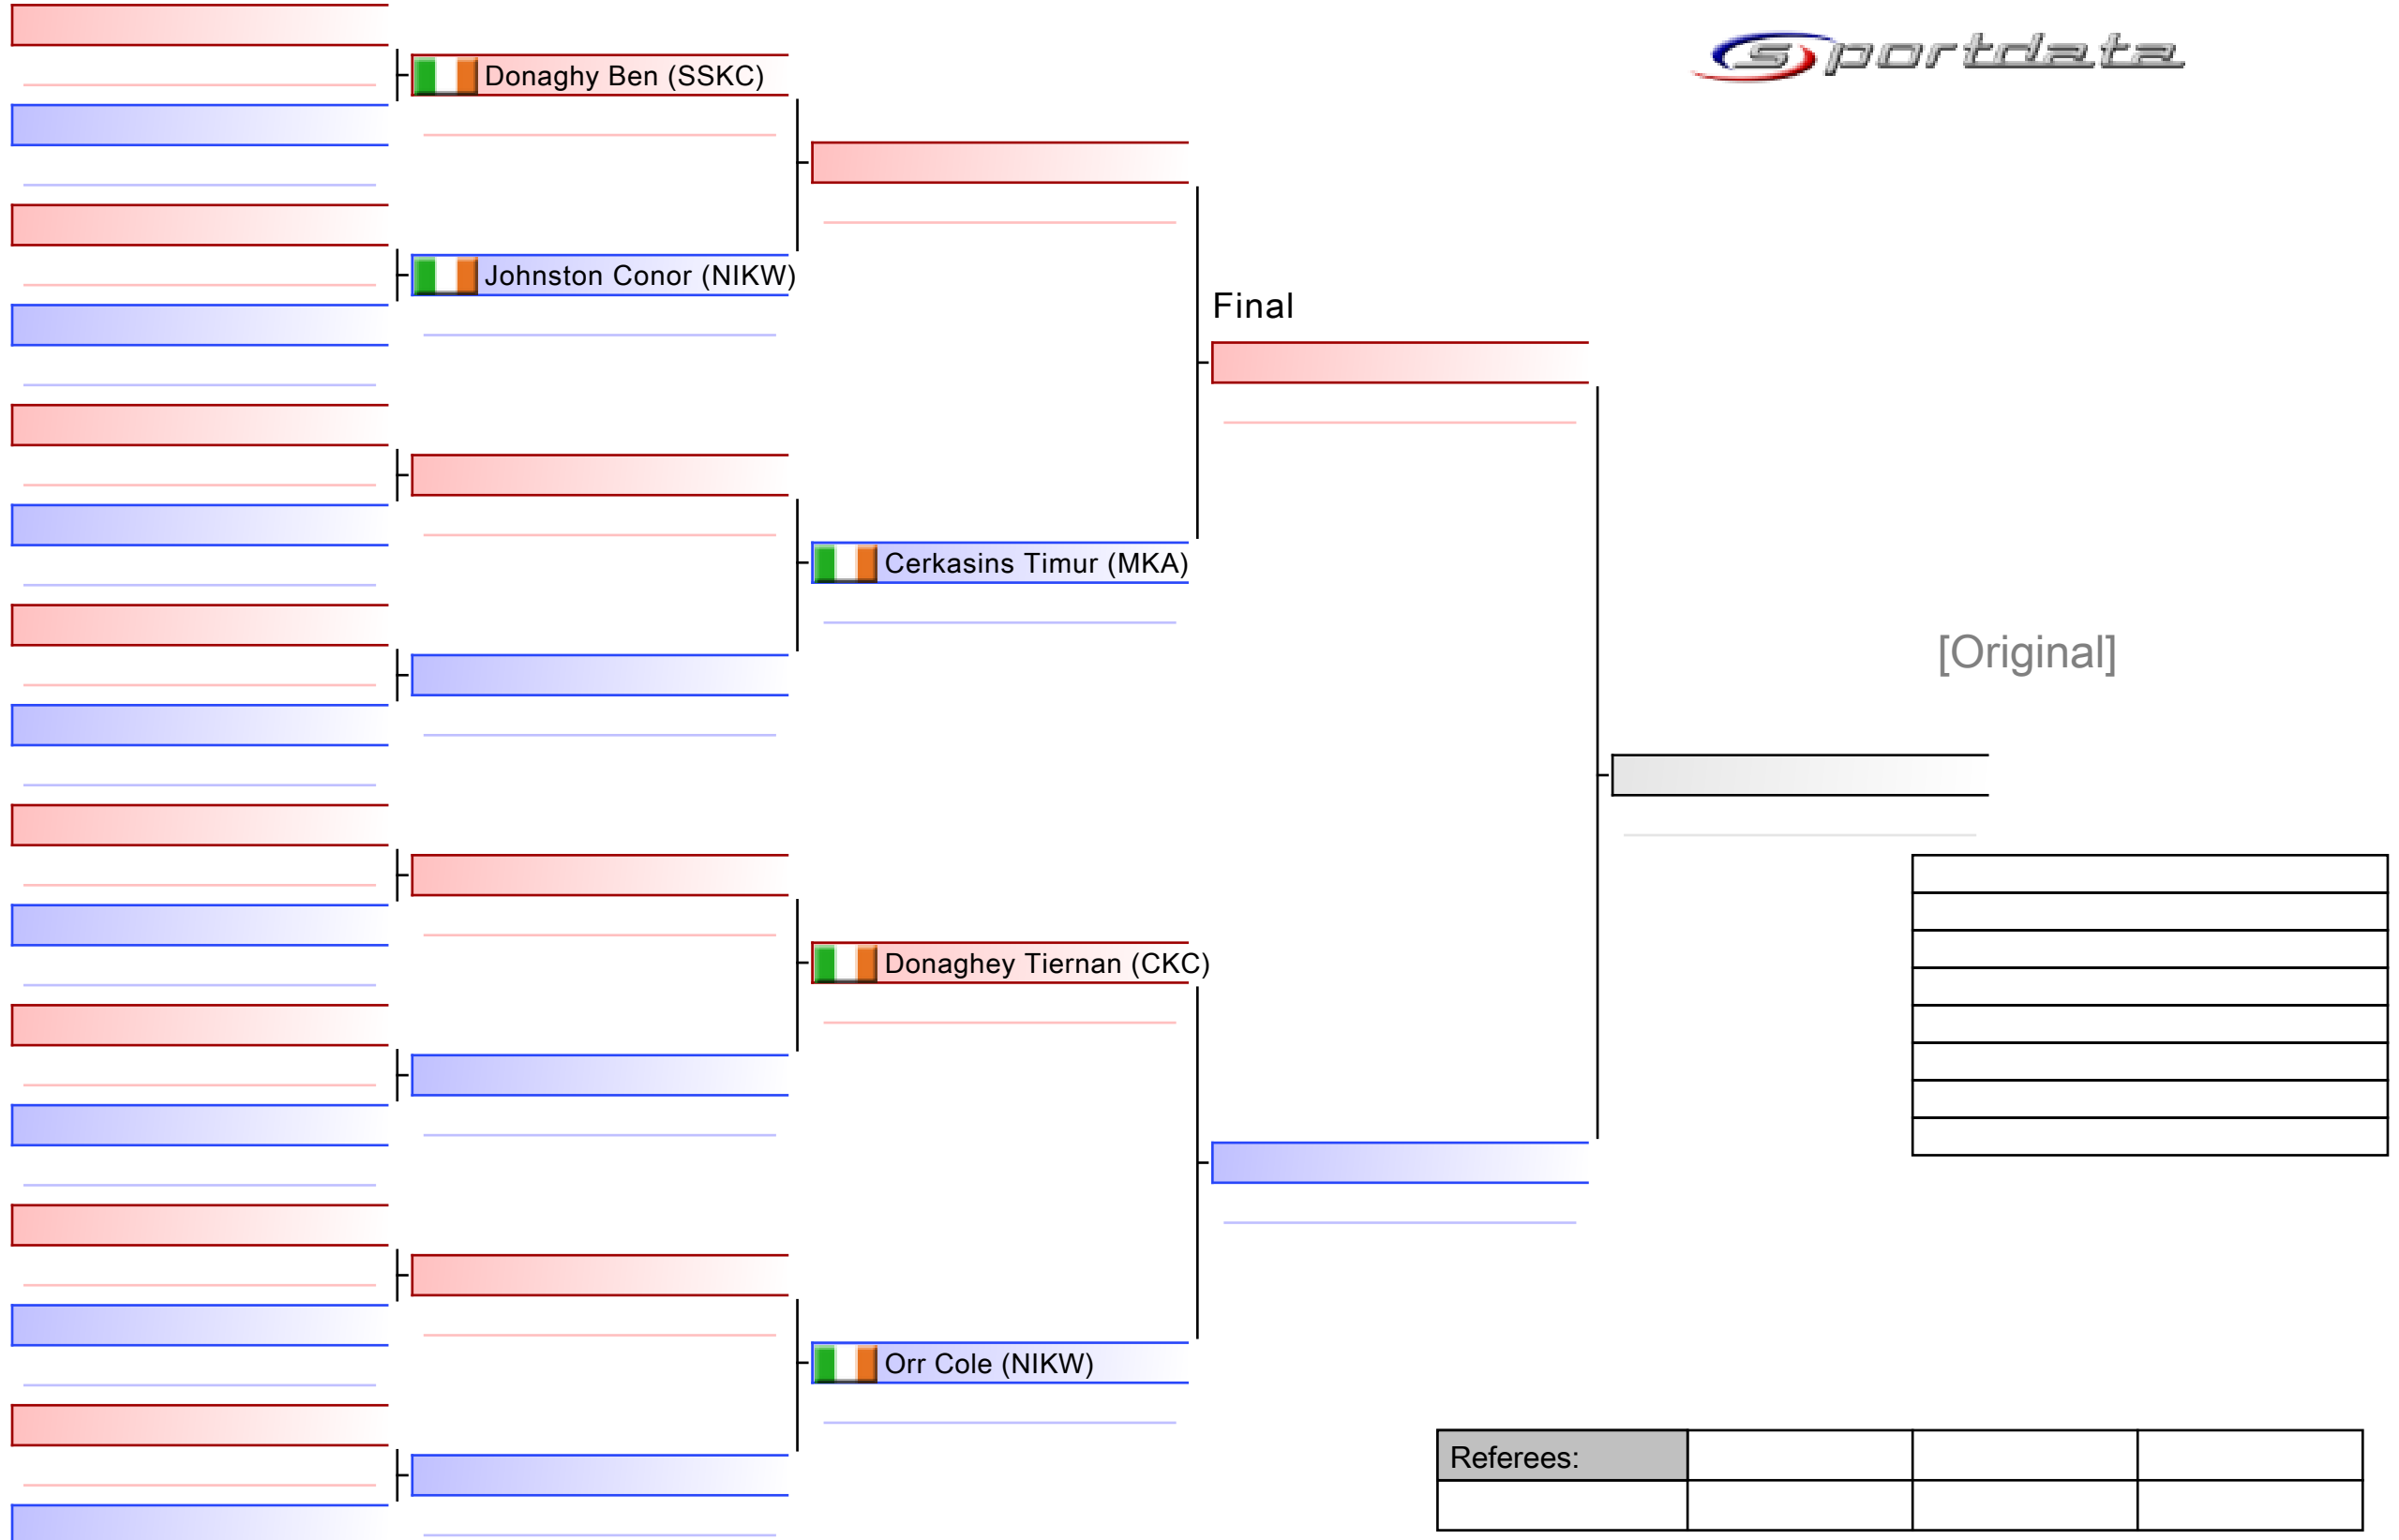 sportdata
Donaghy Ben (SSKC)
Johnston Conor (NIKW)
Final
Cerkasins Timur (MKA)
[Original]
Donaghey Tiernan (CKC)
Orr Cole (NIKW)
Referees: